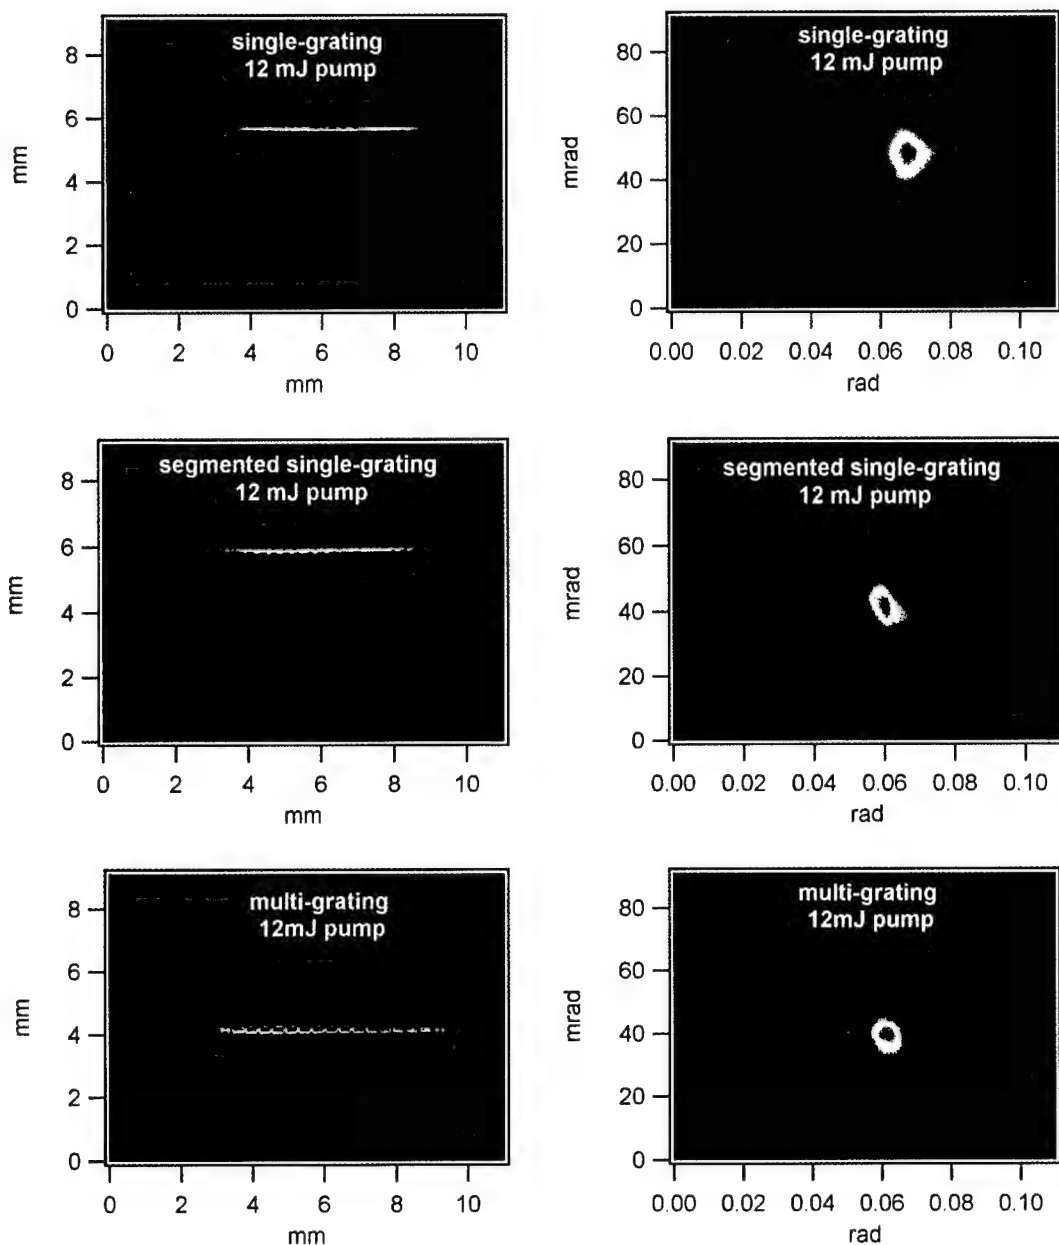 single-grating
12 mJ pump
8
6
4
2
0
mm
0 2 4 6 8 10
mm
single-grating
12 mJ pump
80
60
40
20
0
mrad
0.00 0.02 0.04 0.06 0.08 0.10
rad
segmented single-grating
12 mJ pump
8
6
4
2
0
mm
0 2 4 6 8 10
mm
segmented single-grating
12 mJ pump
80
60
40
20
0
mrad
0.00 0.02 0.04 0.06 0.08 0.10
rad
multi-grating
12mJ pump
8
6
4
2
0
mm
0 2 4 6 8 10
mm
multi-grating
12mJ pump
80
60
40
20
0
mrad
0.00 0.02 0.04 0.06 0.08 0.10
rad